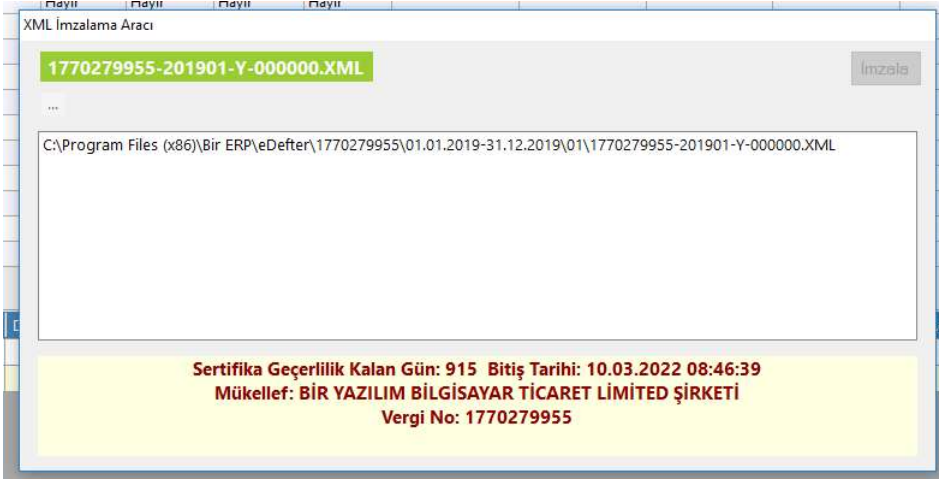 Hayır Hayır Hayır Hayır
XML İmzalama Aracı
1770279955-201901-Y-000000.XML
İmzala
...
C:\Program Files (x86)\Bir ERP\eDefter\1770279955\01.01.2019-31.12.2019\01\1770279955-201901-Y-000000.XML
Sertifika Geçerlilik Kalan Gün: 915 Bitiş Tarihi: 10.03.2022 08:46:39
Mükellef: BİR YAZILIM BİLGİSAYAR TİCARET LİMİTED ŞİRKETİ
Vergi No: 1770279955